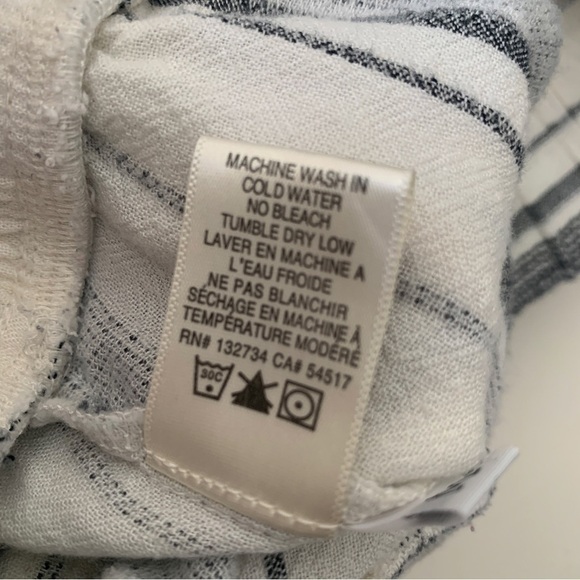 MACHINE WASH IN
COLD WATER
NO BLEACH
TUMBLE DRY LOW
LAVER EN MACHINE A
L'EAU FROIDE
NE PAS BLANCHIR
SÉCHAGE EN MACHINE À
TEMPÉRATURE MODÉRÉ
RN# 132734 CA# 54517
30C